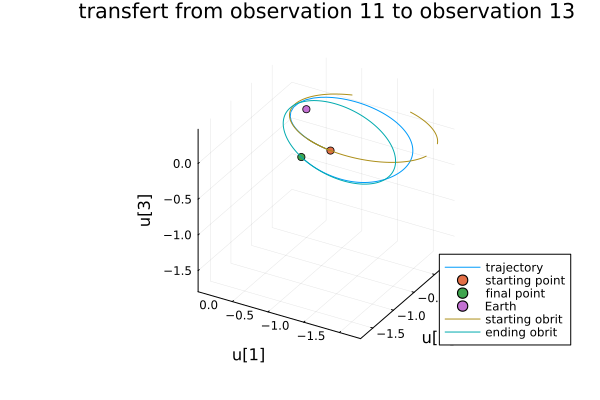 transfert from observation 11 to observation 13
u[3]
0.0
−0.5
−1.0
−1.5
0.0
−0.5
−1.0
−1.5
u[1]
−1.5
−1.0
−0.
u[
trajectory
starting point
final point
Earth
starting obrit
ending obrit